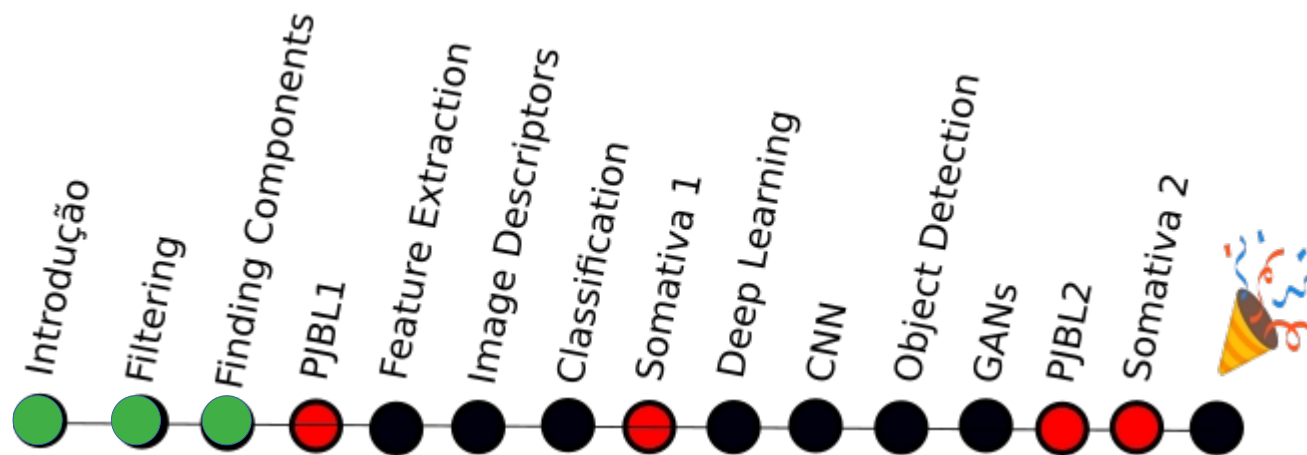 Introdução
Filtering
Finding Components
PJBL1
Feature Extraction
Image Descriptors
Classification
Somativa 1
Deep Learning
CNN
Object Detection
GANs
PJBL2
Somativa 2